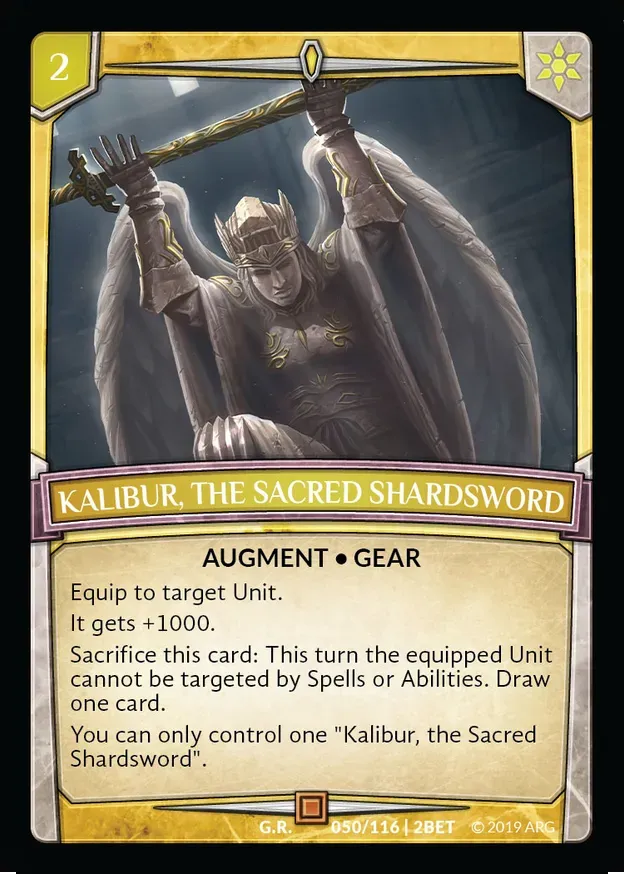 2
KALIBUR, THE SACRED SHARDSWORD
AUGMENT • GEAR
Equip to target Unit.
It gets +1000.
Sacrifice this card: This turn the equipped Unit
cannot be targeted by Spells or Abilities. Draw
one card.
You can only control one "Kalibur, the Sacred
Shardsword".
G.R. 050/116 | 2BET © 2019 ARG